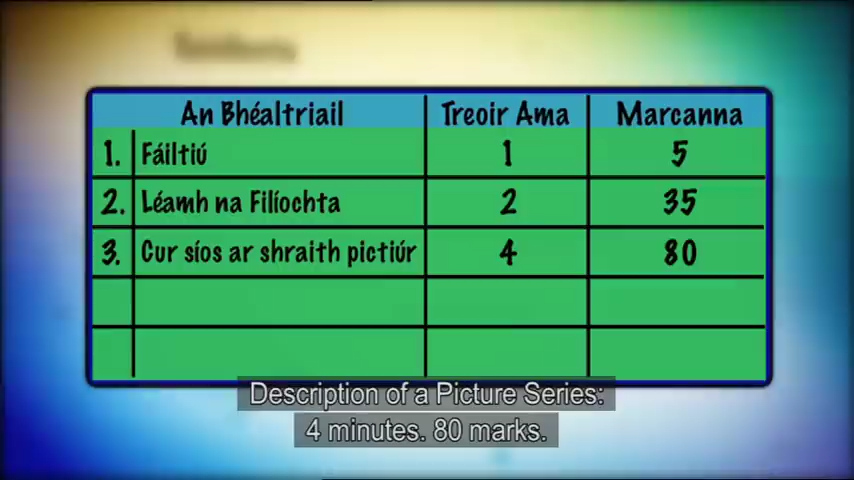 An Bhéaltriail Treoir Ama Marcanna
1. Fáiltiú 1 5
2. Léamh na Filíochta 2 35
3. Cur síos ar shraith pictiúr 4 80
Description of a Picture Series:
4 minutes. 80 marks.